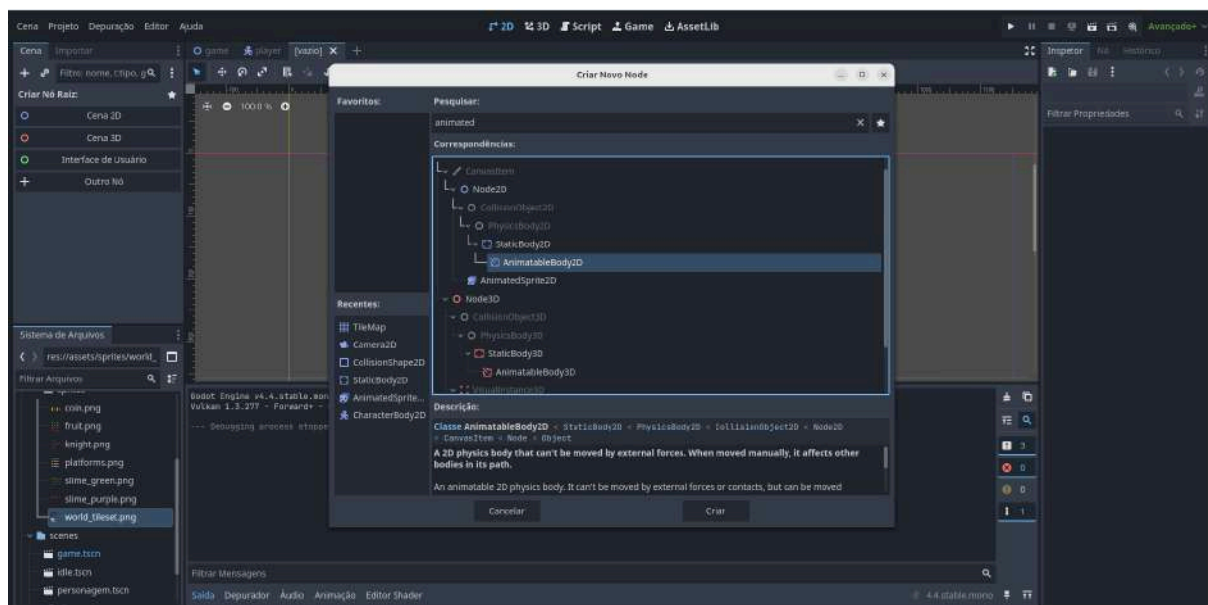 Cena Projeto Depuração Editor Ajuda
2D 3D Script Game AssetLib
Avançado+
Cena Importar
game player [vazio]
Inspetor Nó Histórico
Filtro: nome, t:tipo, g
Criar Nó Raiz:
Cena 2D
Cena 3D
Interface de Usuário
Outro Nó
100.0 %
Filtrar Propriedades
Criar Novo Node
Favoritos:
Pesquisar:
animated
Correspondências:
CanvasItem
Node2D
CollisionObject2D
PhysicsBody2D
StaticBody2D
AnimatableBody2D
AnimatedSprite2D
Node3D
CollisionObject3D
PhysicsBody3D
StaticBody3D
AnimatableBody3D
VisualInstance3D
Recentes:
TileMap
Camera2D
CollisionShape2D
StaticBody2D
AnimatedSprite...
CharacterBody2D
Descrição:
Classe AnimatableBody2D < StaticBody2D < PhysicsBody2D < CollisionObject2D < Node2D
< CanvasItem < Node < Object
A 2D physics body that can't be moved by external forces. When moved manually, it affects other
bodies in its path.
An animatable 2D physics body. It can't be moved by external forces or contacts, but can be moved
Cancelar Criar
Sistema de Arquivos
res://assets/sprites/world_
Filtrar Arquivos
coin.png
fruit.png
knight.png
platforms.png
slime_green.png
slime_purple.png
world_tileset.png
scenes
game.tscn
idle.tscn
personagem.tscn
Godot Engine v4.4.stable.mon
Vulkan 1.3.277 - Forward+ -
--- Debugging process stoppe
3
0
0
1
Filtrar Mensagens
Saída Depurador Áudio Animação Editor Shader
4.4.stable.mono